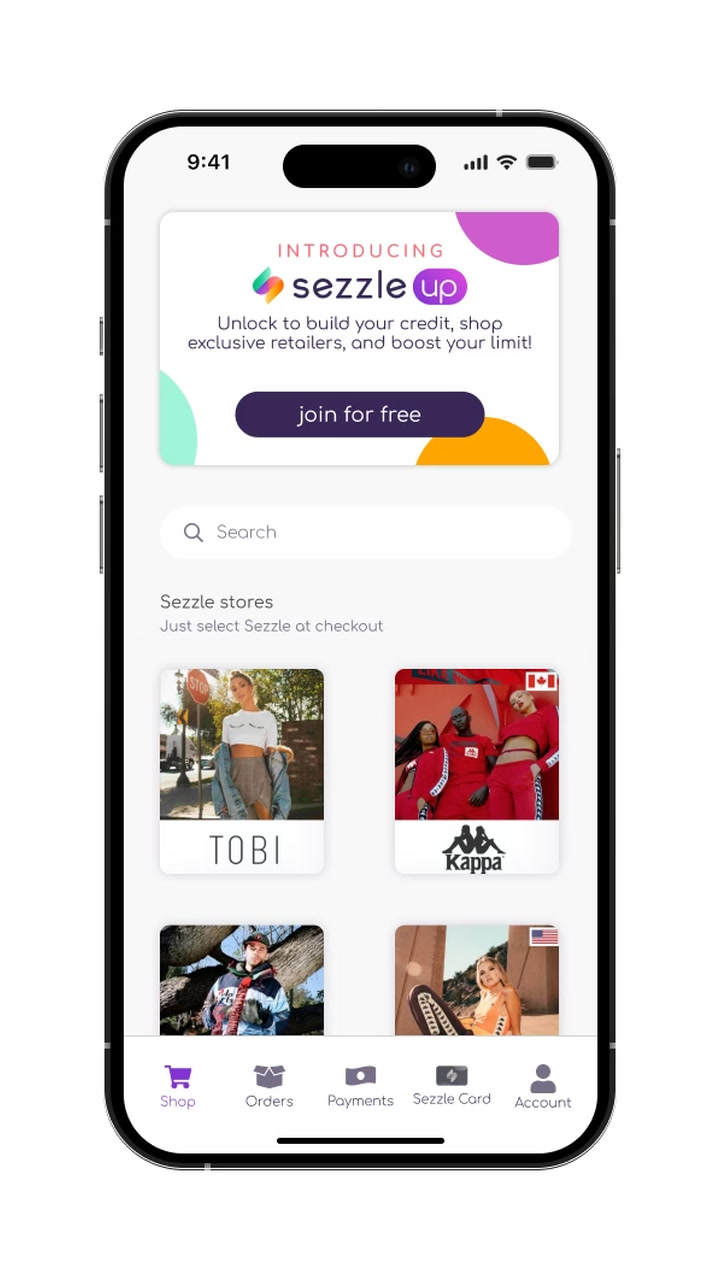 9:41
INTRODUCING
sezzle up
Unlock to build your credit, shop
exclusive retailers, and boost your limit!
join for free
Search
Sezzle stores
Just select Sezzle at checkout
STOP
TOBI
Kappa
Shop
Orders
Payments
Sezzle Card
Account